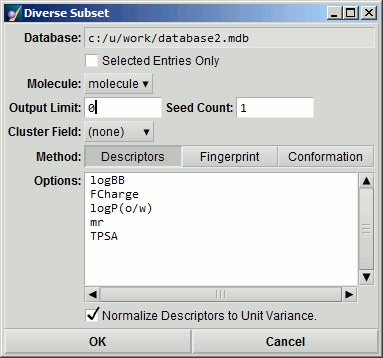 Diverse Subset
Database: c:/u/work/database2.mdb
Selected Entries Only
Molecule: molecule
Output Limit: 0 Seed Count: 1
Cluster Field: (none)
Method: Descriptors Fingerprint Conformation
Options: logBB
FCharge
logP(o/w)
mr
TPSA
Normalize Descriptors to Unit Variance.
OK Cancel